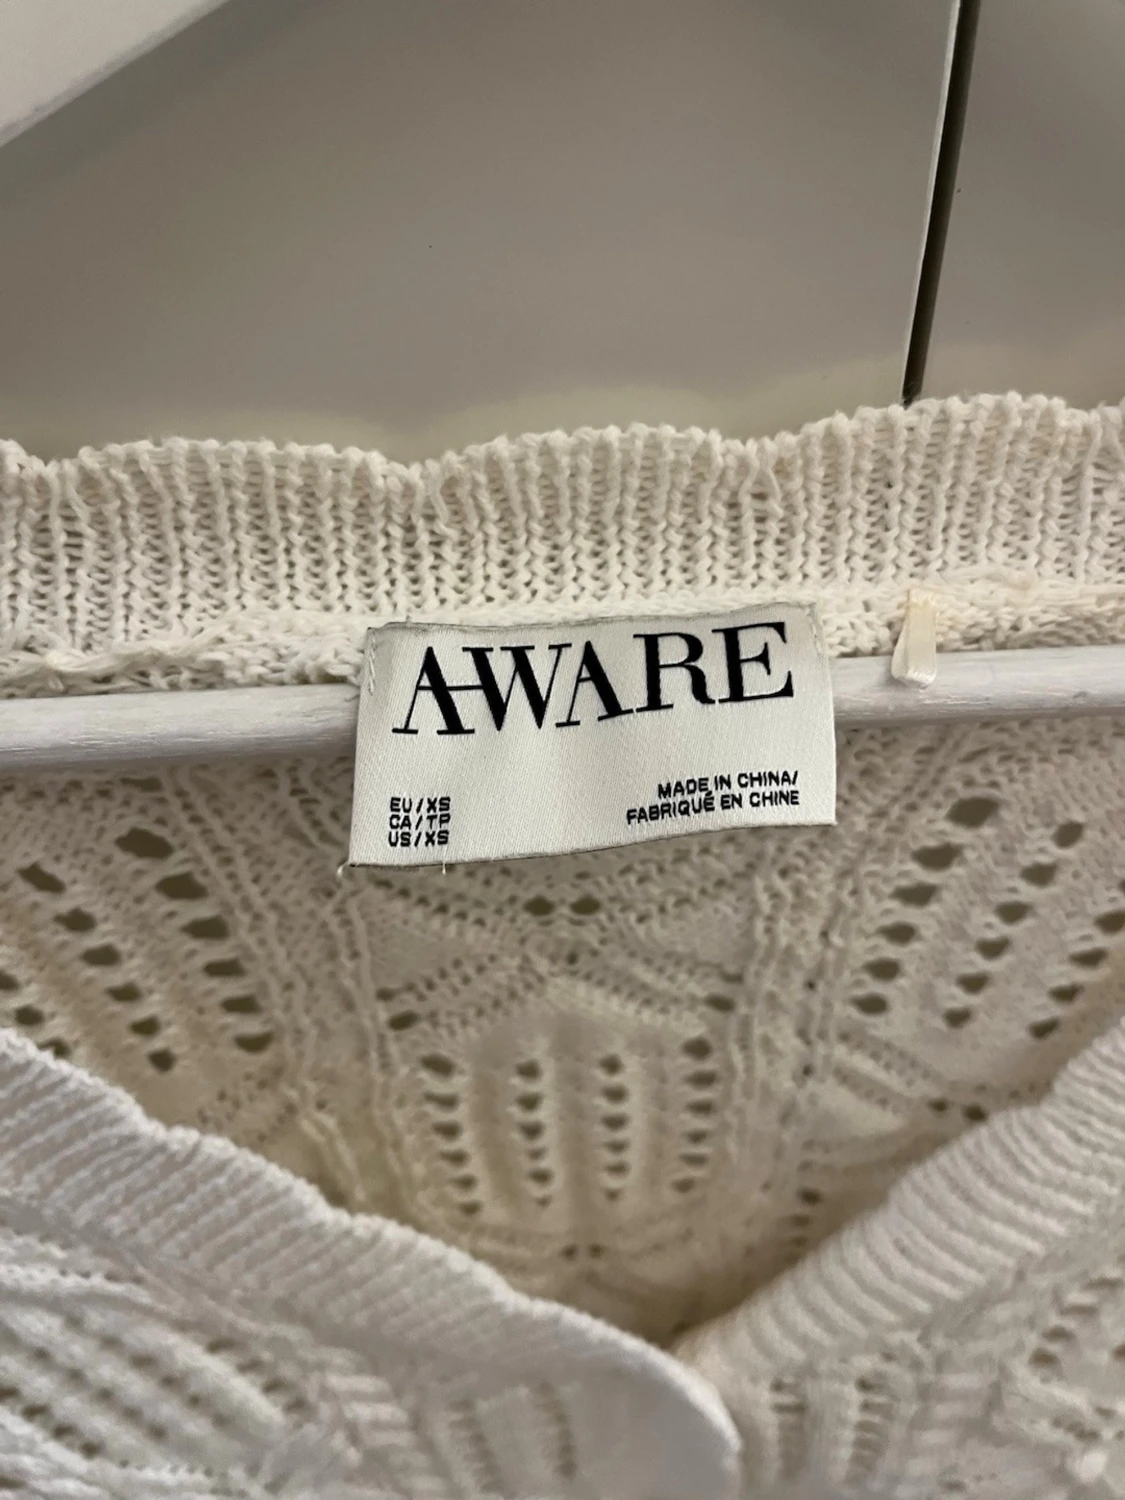 AWARE
EU/XS
CA/TP
US/XS
MADE IN CHINA/
FABRIQUÉ EN CHINE